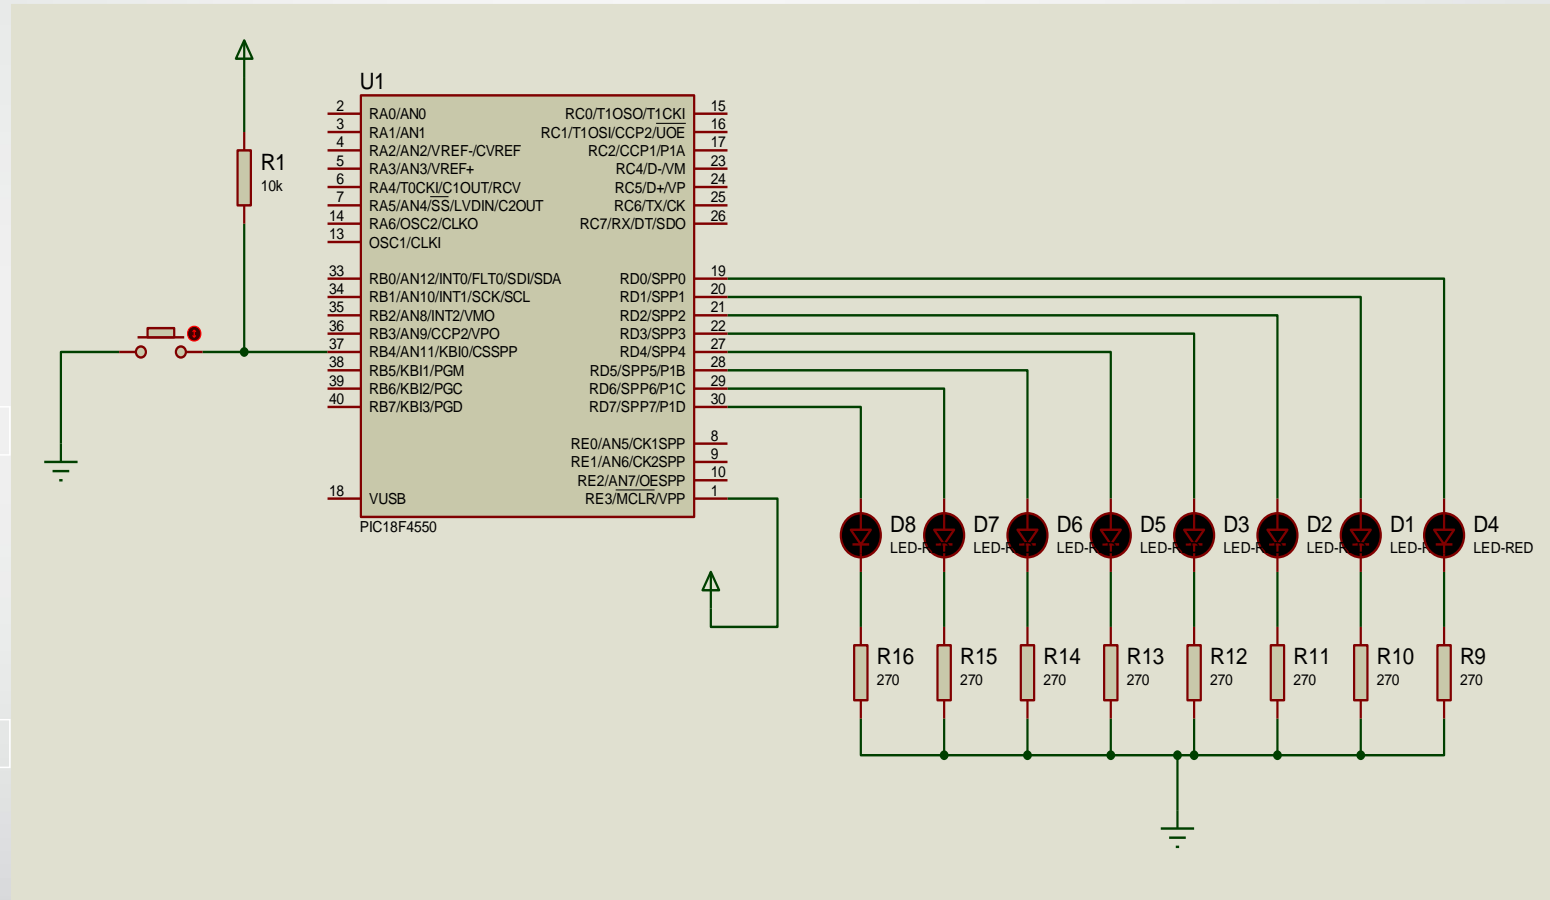 U1
R1
10k
2 RA0/AN0
3 RA1/AN1
4 RA2/AN2/VREF-/CVREF
5 RA3/AN3/VREF+
6 RA4/T0CKI/C1OUT/RCV
7 RA5/AN4/SS/LVDIN/C2OUT
14 RA6/OSC2/CLKO
13 OSC1/CLKI
33 RB0/AN12/INT0/FLT0/SDI/SDA
34 RB1/AN10/INT1/SCK/SCL
35 RB2/AN8/INT2/VMO
36 RB3/AN9/CCP2/VPO
37 RB4/AN11/KBI0/CSSPP
38 RB5/KBI1/PGM
39 RB6/KBI2/PGC
40 RB7/KBI3/PGD
18 VUSB
RC0/T1OSO/T1CKI 15
RC1/T1OSI/CCP2/UOE 16
RC2/CCP1/P1A 17
RC4/D-/VM 23
RC5/D+/VP 24
RC6/TX/CK 25
RC7/RX/DT/SDO 26
RD0/SPP0 19
RD1/SPP1 20
RD2/SPP2 21
RD3/SPP3 22
RD4/SPP4 27
RD5/SPP5/P1B 28
RD6/SPP6/P1C 29
RD7/SPP7/P1D 30
RE0/AN5/CK1SPP 8
RE1/AN6/CK2SPP 9
RE2/AN7/OESPP 10
RE3/MCLR/VPP 1
PIC18F4550
D8 D7 D6 D5 D3 D2 D1 D4
LED-R LED-R LED-R LED-R LED-R LED-R LED-R LED-RED
R16 R15 R14 R13 R12 R11 R10 R9
270 270 270 270 270 270 270 270